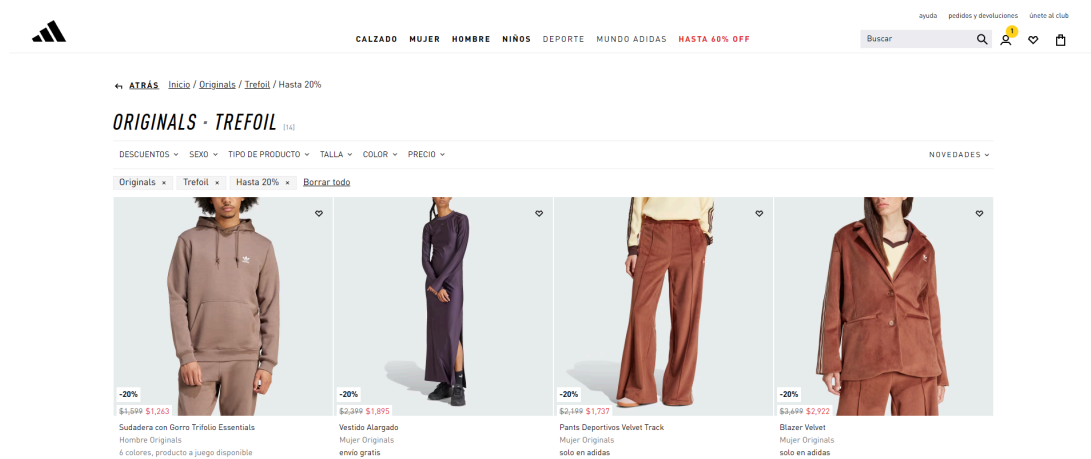 ayuda pedidos y devoluciones únete al club
CALZADO MUJER HOMBRE NIÑOS DEPORTE MUNDO ADIDAS HASTA 60% OFF
Buscar
1
ATRÁS Inicio / Originals / Trefoil / Hasta 20%
ORIGINALS · TREFOIL [14]
DESCUENTOS SEXO TIPO DE PRODUCTO TALLA COLOR PRECIO NOVEDADES
Originals × Trefoil × Hasta 20% × Borrar todo
-20% -20% -20% -20%
$1,599 $1,263 $2,399 $1,895 $2,199 $1,737 $3,699 $2,922
Sudadera con Gorro Trifolio Essentials Vestido Alargado Pants Deportivos Velvet Track Blazer Velvet
Hombre Originals Mujer Originals Mujer Originals Mujer Originals
6 colores, producto a juego disponible envío gratis solo en adidas solo en adidas